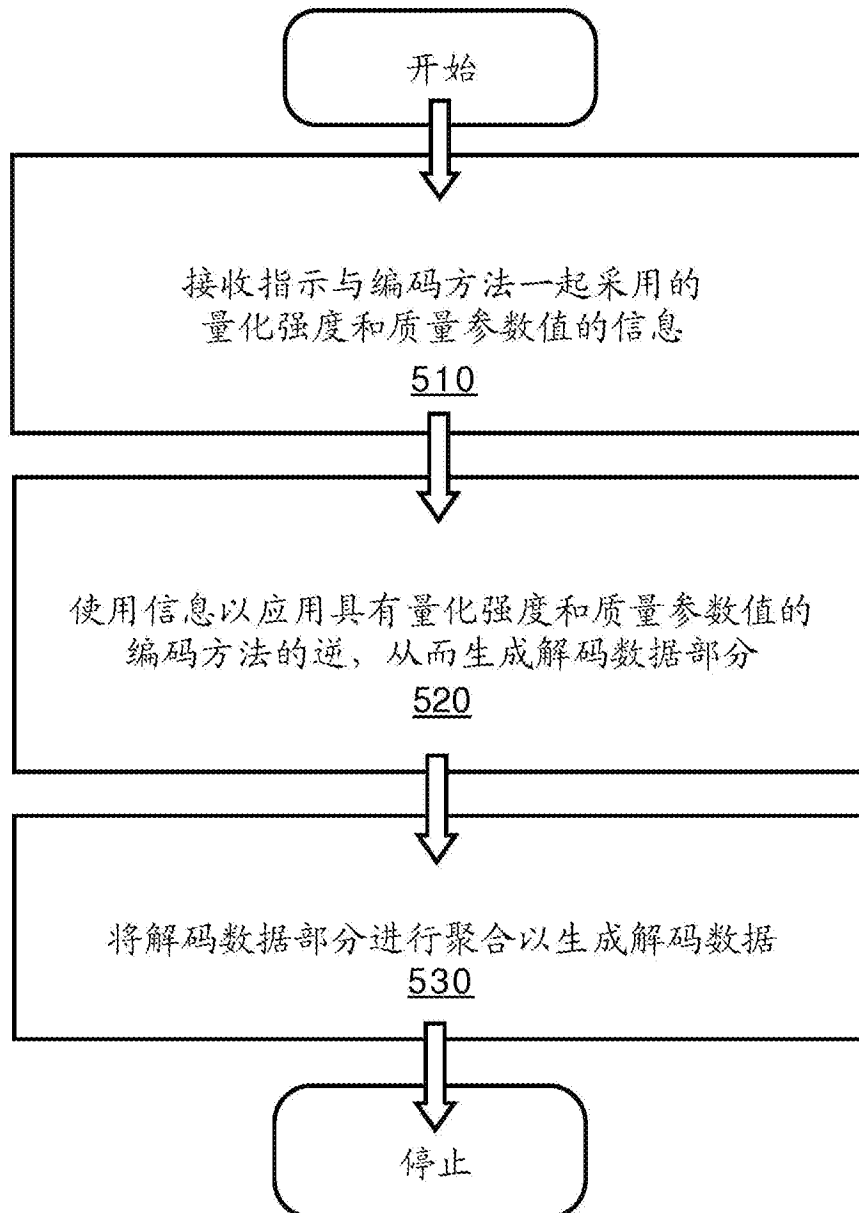 开始
接收指示与编码方法一起采用的
量化强度和质量参数值的信息
510
使用信息以应用具有量化强度和质量参数值的
编码方法的逆，从而生成解码数据部分
520
将解码数据部分进行聚合以生成解码数据
530
停止